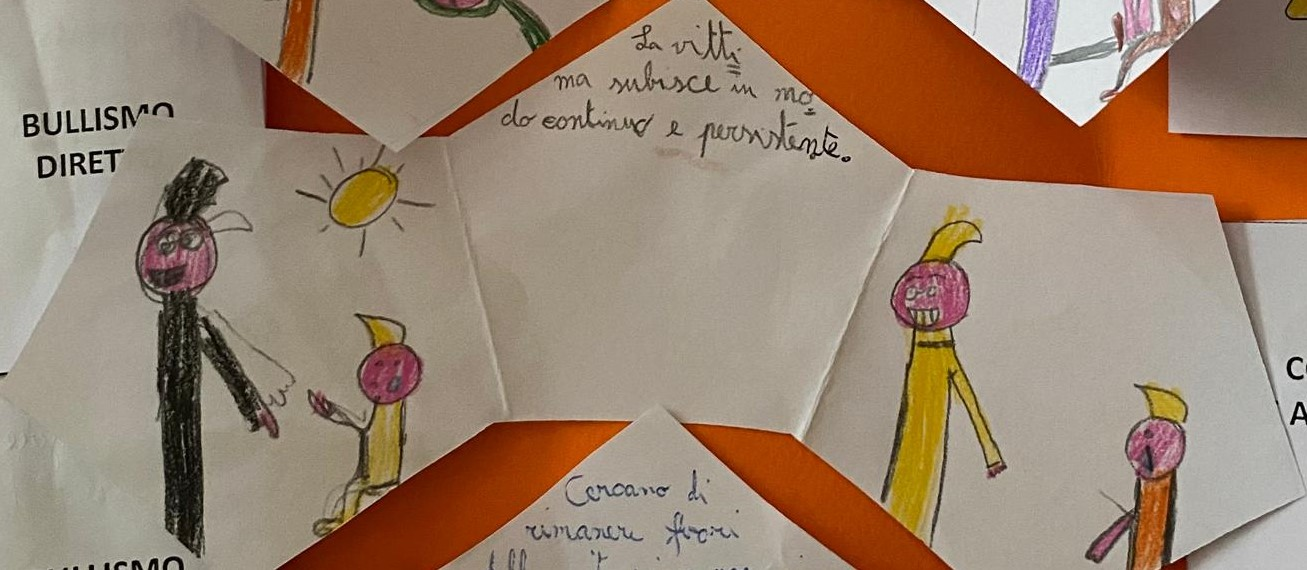 BULLISMO
DIRET
La vitti
ma subisce in mo
do continuo e persistente.
Cercano di
rimanere fuori